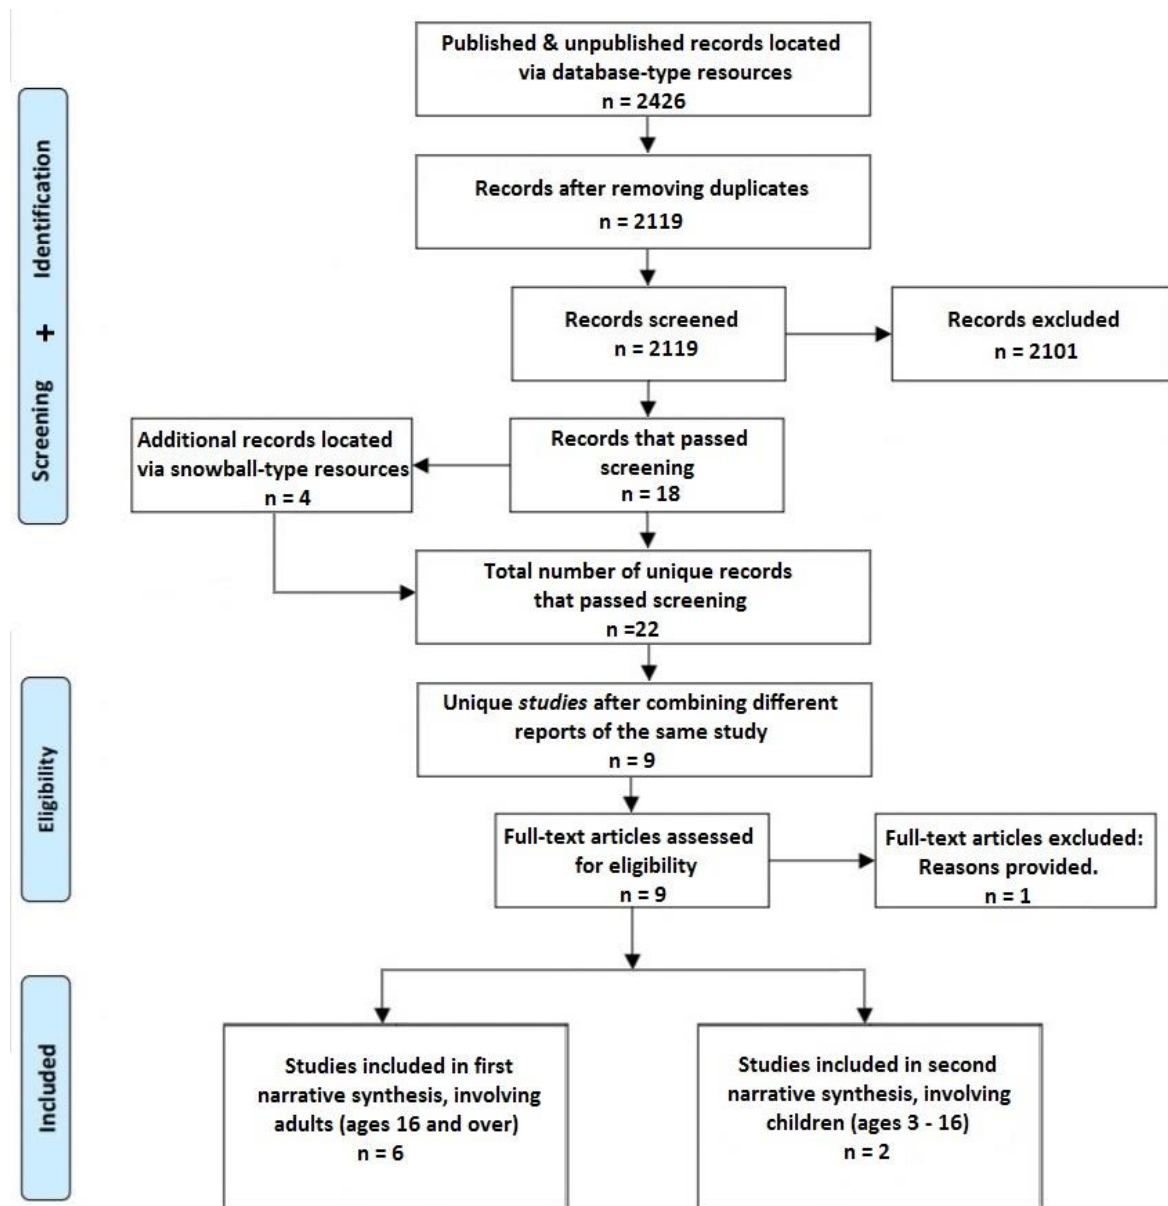 Published & unpublished records located
via database-type resources
n = 2426
Records after removing duplicates
n = 2119
Identification
+
Screening
Records screened
n = 2119
Records excluded
n = 2101
Additional records located
via snowball-type resources
n = 4
Records that passed
screening
n = 18
Total number of unique records
that passed screening
n =22
Eligibility
Unique studies after combining different
reports of the same study
n = 9
Full-text articles assessed
for eligibility
n = 9
Full-text articles excluded:
Reasons provided.
n = 1
Included
Studies included in first
narrative synthesis, involving
adults (ages 16 and over)
n = 6
Studies included in second
narrative synthesis, involving
children (ages 3 - 16)
n = 2